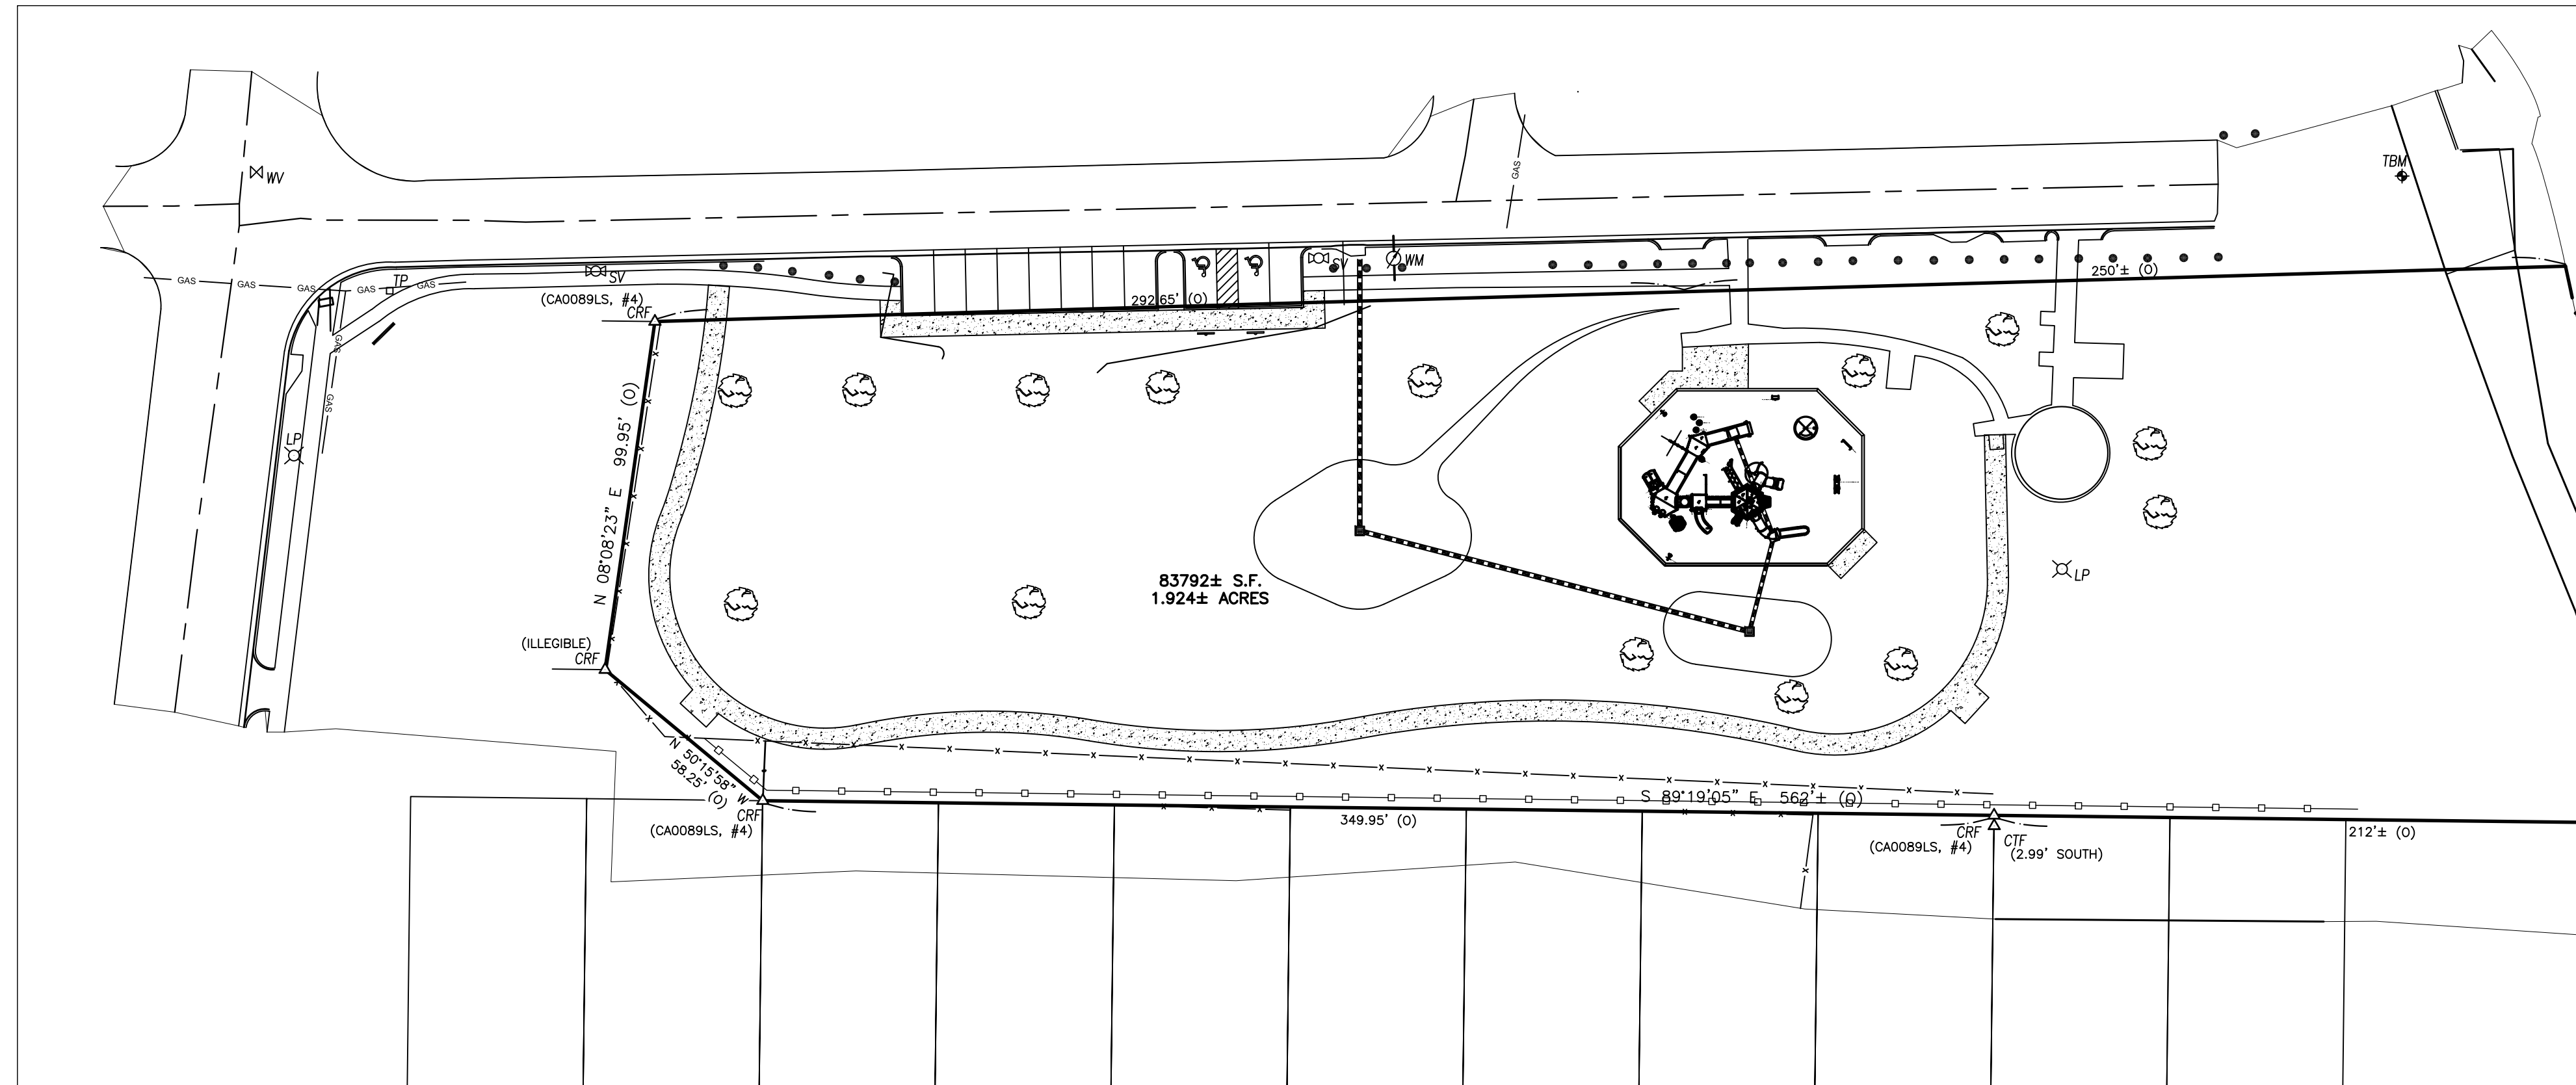 WV
TBM
GAS
GAS
GAS
GAS
GAS
GAS
TP
SV
SV
WM
(CA0089LS, #4)
CRF
292.65' (O)
250'± (O)
GAS
GAS
LP
N 08°08'23" E 99.95' (O)
83792± S.F.
1.924± ACRES
LP
(ILLEGIBLE)
CRF
N 50°15'58" W
58.25' (O)
S 89°19'05" E 562'± (O)
CRF
(CA0089LS, #4)
349.95' (O)
CRF
(CA0089LS, #4)
CTF
(2.99' SOUTH)
212'± (O)